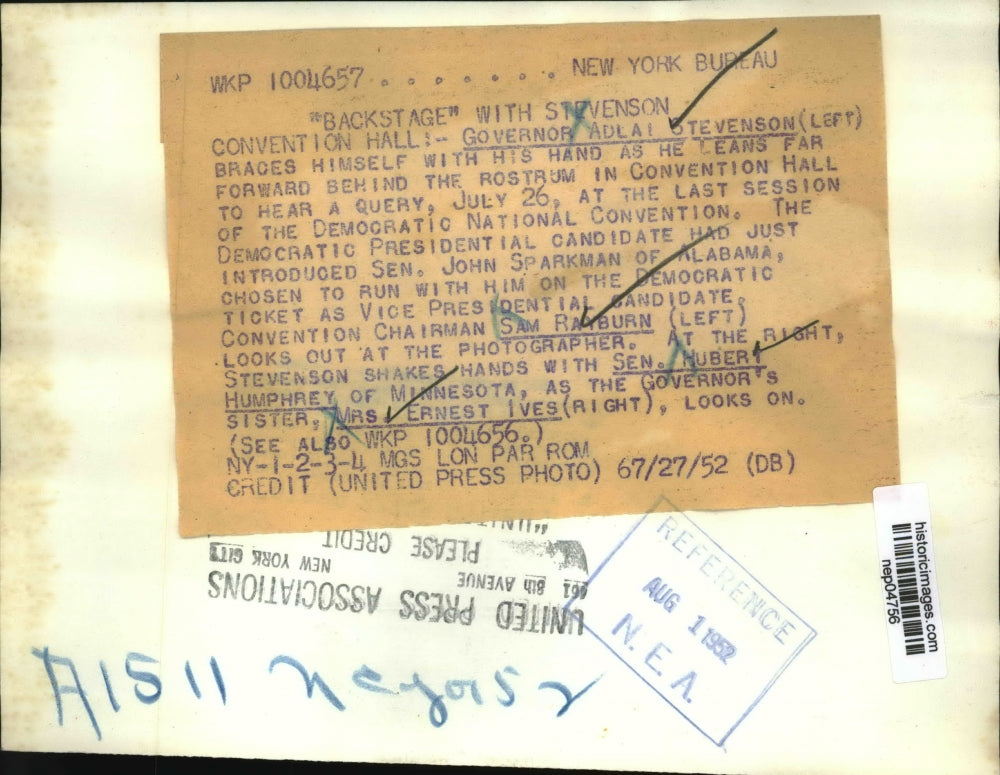 WKP 1004657 . . . . . . . . NEW YORK BUREAU
"BACKSTAGE" WITH STEVENSON
CONVENTION HALL:- GOVERNOR ADLAI STEVENSON(LEFT)
BRACES HIMSELF WITH HIS HAND AS HE LEANS FAR
FORWARD BEHIND THE ROSTRUM IN CONVENTION HALL
TO HEAR A QUERY, JULY 26, AT THE LAST SESSION
OF THE DEMOCRATIC NATIONAL CONVENTION. THE
DEMOCRATIC PRESIDENTIAL CANDIDATE HAD JUST
INTRODUCED SEN. JOHN SPARKMAN OF ALABAMA,
CHOSEN TO RUN WITH HIM ON THE DEMOCRATIC
TICKET AS VICE PRESIDENTIAL CANDIDATE.
CONVENTION CHAIRMAN SAM RAYBURN (LEFT)
LOOKS OUT AT THE PHOTOGRAPHER. AT THE RIGHT,
STEVENSON SHAKES HANDS WITH SEN. HUBERT
HUMPHREY OF MINNESOTA, AS THE GOVERNOR'S
SISTER, MRS. ERNEST IVES(RIGHT), LOOKS ON.
(SEE ALSO WKP 1004656.)
NY-1-2-3-4 MGS LON PAR ROM
CREDIT (UNITED PRESS PHOTO) 67/27/52 (DB)
PLEASE CREDIT
NEW YORK CITY
461 8th AVENUE
UNITED PRESS ASSOCIATIONS
REFERENCE
AUG 1 1952
N. E. A.
historicimages.com
nep04756
A1511